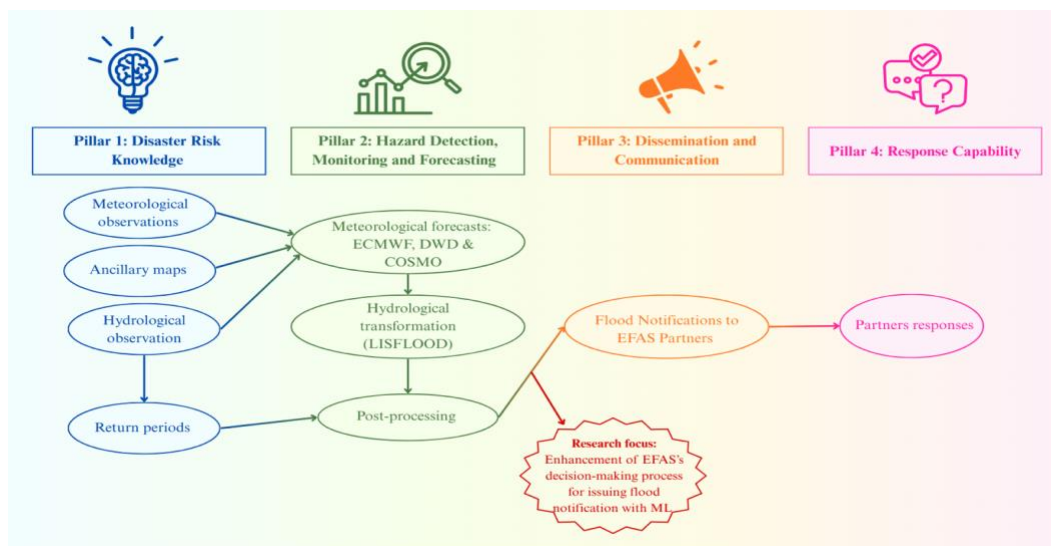 Pillar 1: Disaster Risk
Knowledge
Pillar 2: Hazard Detection,
Monitoring and Forecasting
Pillar 3: Dissemination and
Communication
Pillar 4: Response Capability
Meteorological
observations
Ancillary maps
Hydrological
observation
Return periods
Meteorological forecasts:
ECMWF, DWD &
COSMO
Hydrological
transformation
(LISFLOOD)
Post-processing
Flood Notifications to
EFAS Partners
Partners responses
Research focus:
Enhancement of EFAS's
decision-making process
for issuing flood
notification with ML